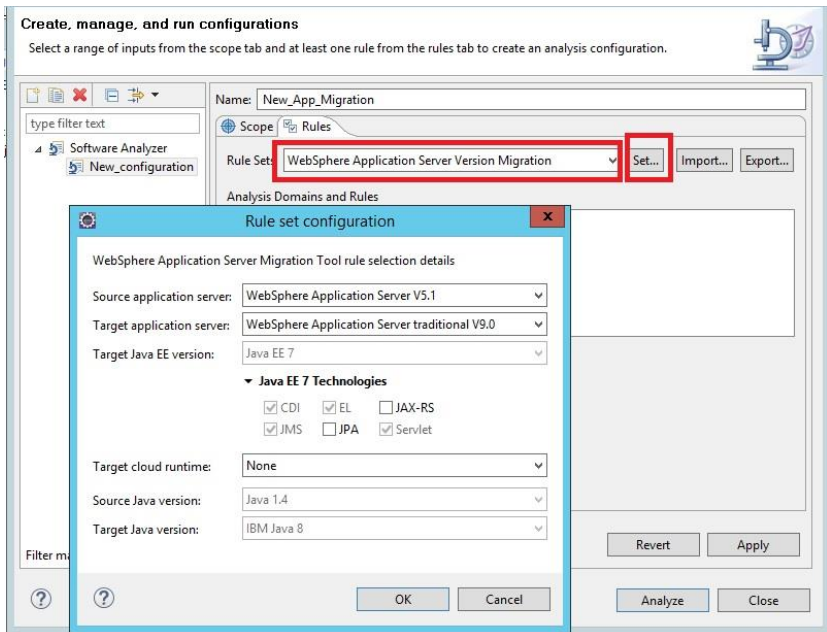 Create, manage, and run configurations
Select a range of inputs from the scope tab and at least one rule from the rules tab to create an analysis configuration.
type filter text
Software Analyzer
New_configuration
Name: New_App_Migration
Scope Rules
Rule Sets WebSphere Application Server Version Migration Set... Import... Export...
Analysis Domains and Rules
Rule set configuration
x
WebSphere Application Server Migration Tool rule selection details
Source application server: WebSphere Application Server V5.1
Target application server: WebSphere Application Server traditional V9.0
Target Java EE version: Java EE 7
Java EE 7 Technologies
CDI EL JAX-RS
JMS JPA Servlet
Target cloud runtime: None
Source Java version: Java 1.4
Target Java version: IBM Java 8
OK Cancel
Filter
Revert Apply
Analyze Close